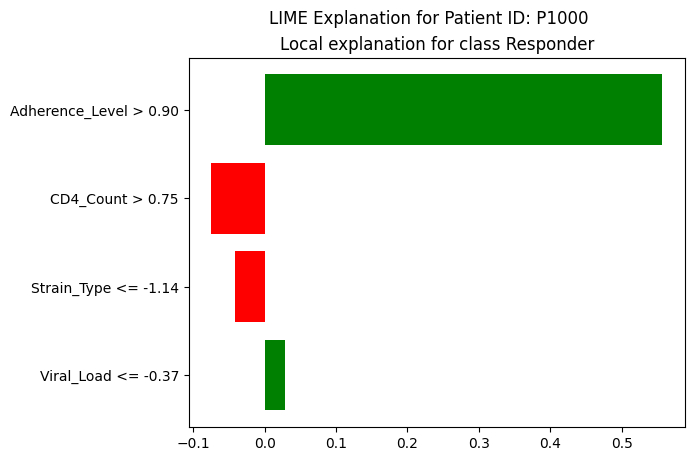 LIME Explanation for Patient ID: P1000
Local explanation for class Responder
Adherence_Level > 0.90
CD4_Count > 0.75
Strain_Type <= -1.14
Viral_Load <= -0.37
−0.1 0.0 0.1 0.2 0.3 0.4 0.5